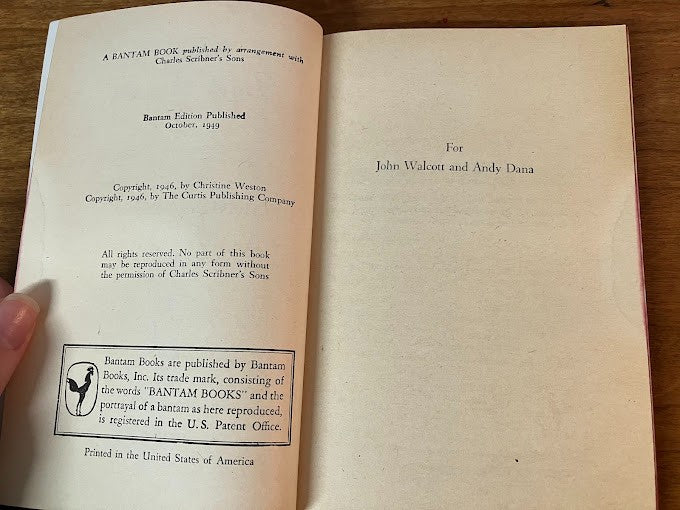 A BANTAM BOOK published by arrangement with
Charles Scribner's Sons
Bantam Edition Published
October, 1949
Copyright, 1946, by Christine Weston
Copyright, 1946, by The Curtis Publishing Company
All rights reserved. No part of this book
may be reproduced in any form without
the permission of Charles Scribner's Sons
Bantam Books are published by Bantam
Books, Inc. Its trade mark, consisting of
the words "BANTAM BOOKS" and the
portrayal of a bantam as here reproduced,
is registered in the U. S. Patent Office.
Printed in the United States of America
For
John Walcott and Andy Dana